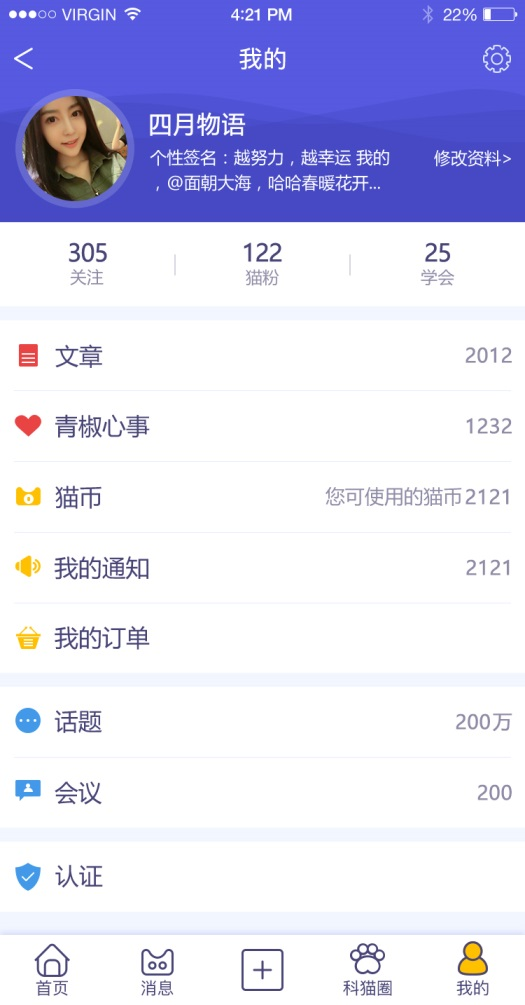 VIRGIN 4:21 PM 22%
我的
四月物语
个性签名：越努力，越幸运 我的
，@面朝大海，哈哈春暖花开...
修改资料>
305 122 25
关注 猫粉 学会
文章 2012
青椒心事 1232
猫币 您可使用的猫币2121
我的通知 2121
我的订单
话题 200万
会议 200
认证
首页 消息 科猫圈 我的